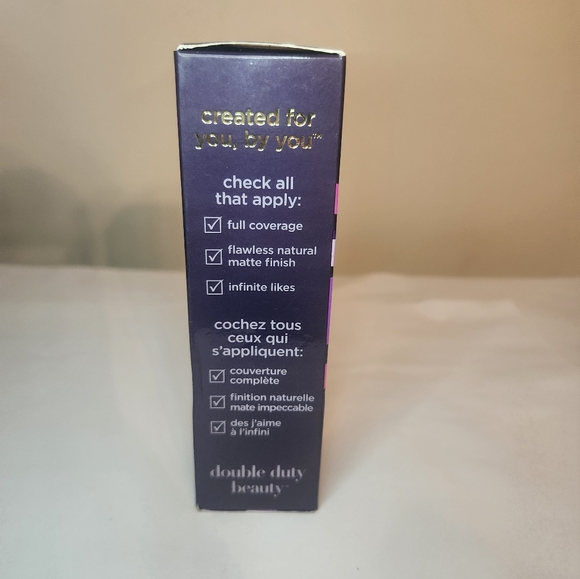 created for
you, by you™
check all
that apply:
☑ full coverage
☑ flawless natural
matte finish
☑ infinite likes
cochez tous
ceux qui
s'appliquent:
☑ couverture
complète
☑ finition naturelle
mate impeccable
☑ des j'aime
à l'infini
double duty
beauty™